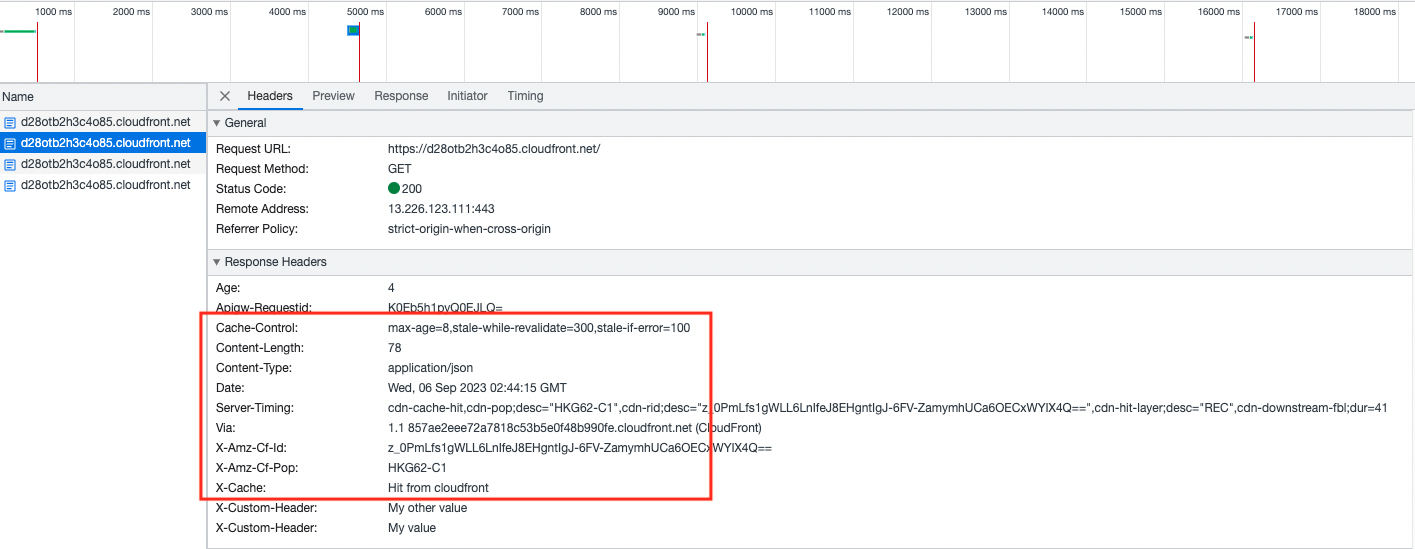 1000 ms 2000 ms 3000 ms 4000 ms 5000 ms 6000 ms 7000 ms 8000 ms 9000 ms 10000 ms 11000 ms 12000 ms 13000 ms 14000 ms 15000 ms 16000 ms 17000 ms 18000 ms
Name
d28otb2h3c4o85.cloudfront.net
d28otb2h3c4o85.cloudfront.net
d28otb2h3c4o85.cloudfront.net
d28otb2h3c4o85.cloudfront.net
Headers Preview Response Initiator Timing
General
Request URL: https://d28otb2h3c4o85.cloudfront.net/
Request Method: GET
Status Code: 200
Remote Address: 13.226.123.111:443
Referrer Policy: strict-origin-when-cross-origin
Response Headers
Age: 4
Apigw-Requestid: K0Eb5h1pvQ0EJLQ=
Cache-Control: max-age=8,stale-while-revalidate=300,stale-if-error=100
Content-Length: 78
Content-Type: application/json
Date: Wed, 06 Sep 2023 02:44:15 GMT
Server-Timing: cdn-cache-hit,cdn-pop;desc="HKG62-C1",cdn-rid;desc="z_0PmLfs1gWLL6LnIfeJ8EHgntIgJ-6FV-ZamymhUCa6OECxWYIX4Q==",cdn-hit-layer;desc="REC",cdn-downstream-fbl;dur=41
Via: 1.1 857ae2eee72a7818c53b5e0f48b990fe.cloudfront.net (CloudFront)
X-Amz-Cf-Id: z_0PmLfs1gWLL6LnIfeJ8EHgntIgJ-6FV-ZamymhUCa6OECxWYIX4Q==
X-Amz-Cf-Pop: HKG62-C1
X-Cache: Hit from cloudfront
X-Custom-Header: My other value
X-Custom-Header: My value